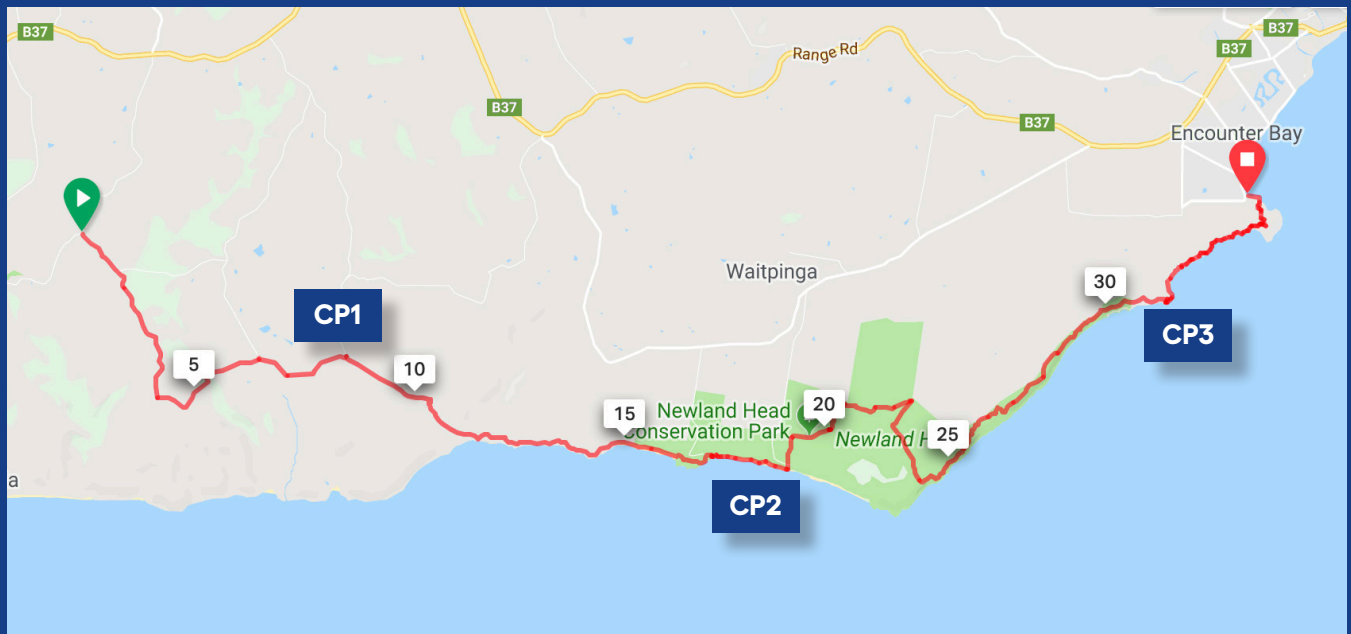 B37
B37
B37
Range Rd
B37
B37
Encounter Bay
Waitpinga
30
CP1
CP3
5
10
15
Newland Head
Conservation Park
20
Newland H
25
a
CP2